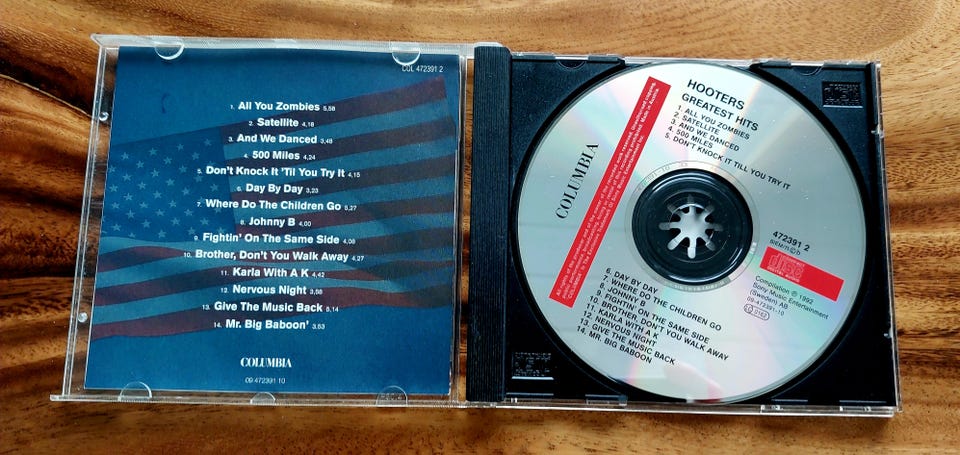 COL 472391 2
1. All You Zombies 5,58
2. Satellite 4,18
3. And We Danced 3,48
4. 500 Miles 4,24
5. Don't Knock It 'Til You Try It 4,15
6. Day By Day 3,23
7. Where Do The Children Go 5,27
8. Johnny B 4,00
9. Fightin' On The Same Side 4,08
10. Brother, Don't You Walk Away 4,27
11. Karla With A K 4,42
12. Nervous Night 3,58
13. Give The Music Back 5,14
14. Mr. Big Baboon' 3,53
COLUMBIA
09 472391 10
HOOTERS
GREATEST HITS
1. ALL YOU ZOMBIES
2. SATELLITE
3. AND WE DANCED
4. 500 MILES
5. DON'T KNOCK IT TILL YOU TRY IT
COLUMBIA
472391 2
Compilation ℗ 1992
Sony Music Entertainment
(Sweden) AB
09-472391-10
6. DAY BY DAY
7. WHERE DO THE CHILDREN GO
8. JOHNNY B
9. FIGHTIN' ON THE SAME SIDE
10. BROTHER, DON'T YOU WALK AWAY
11. KARLA WITH A K
12. NERVOUS NIGHT
13. GIVE THE MUSIC BACK
14. MR. BIG BABOON